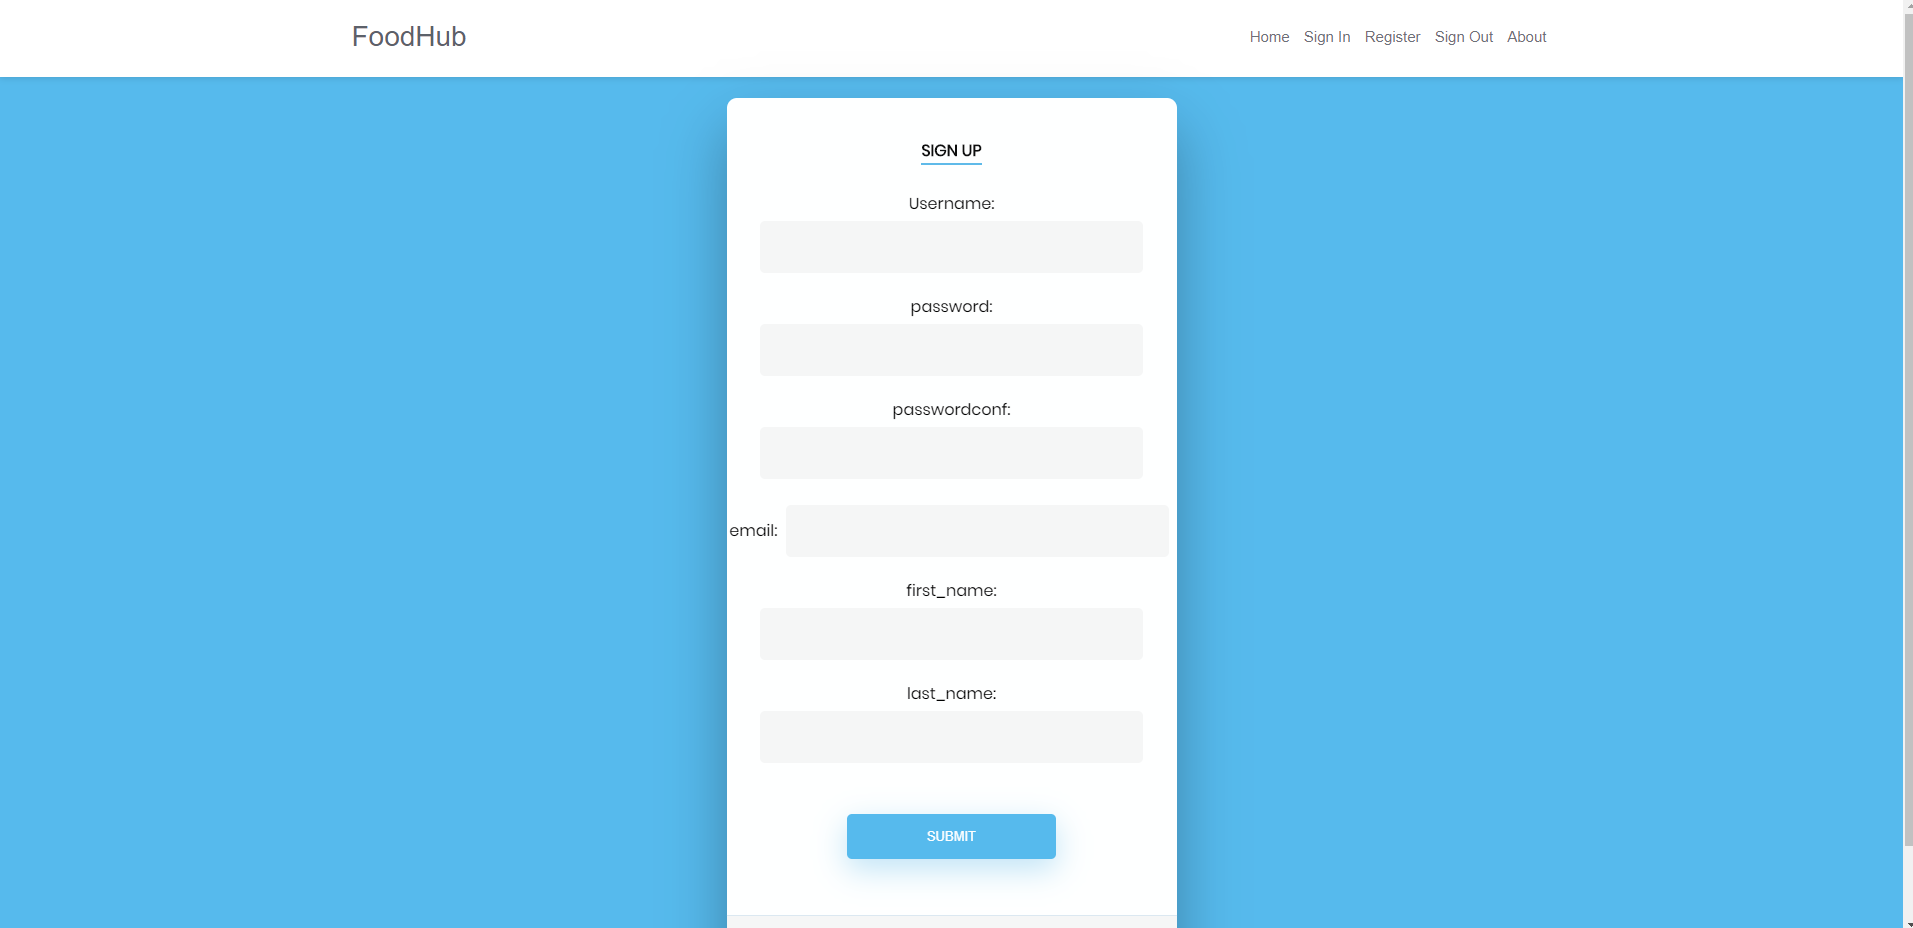 FoodHub
Home Sign In Register Sign Out About
SIGN UP
Username:
password:
passwordconf:
email:
first_name:
last_name:
SUBMIT